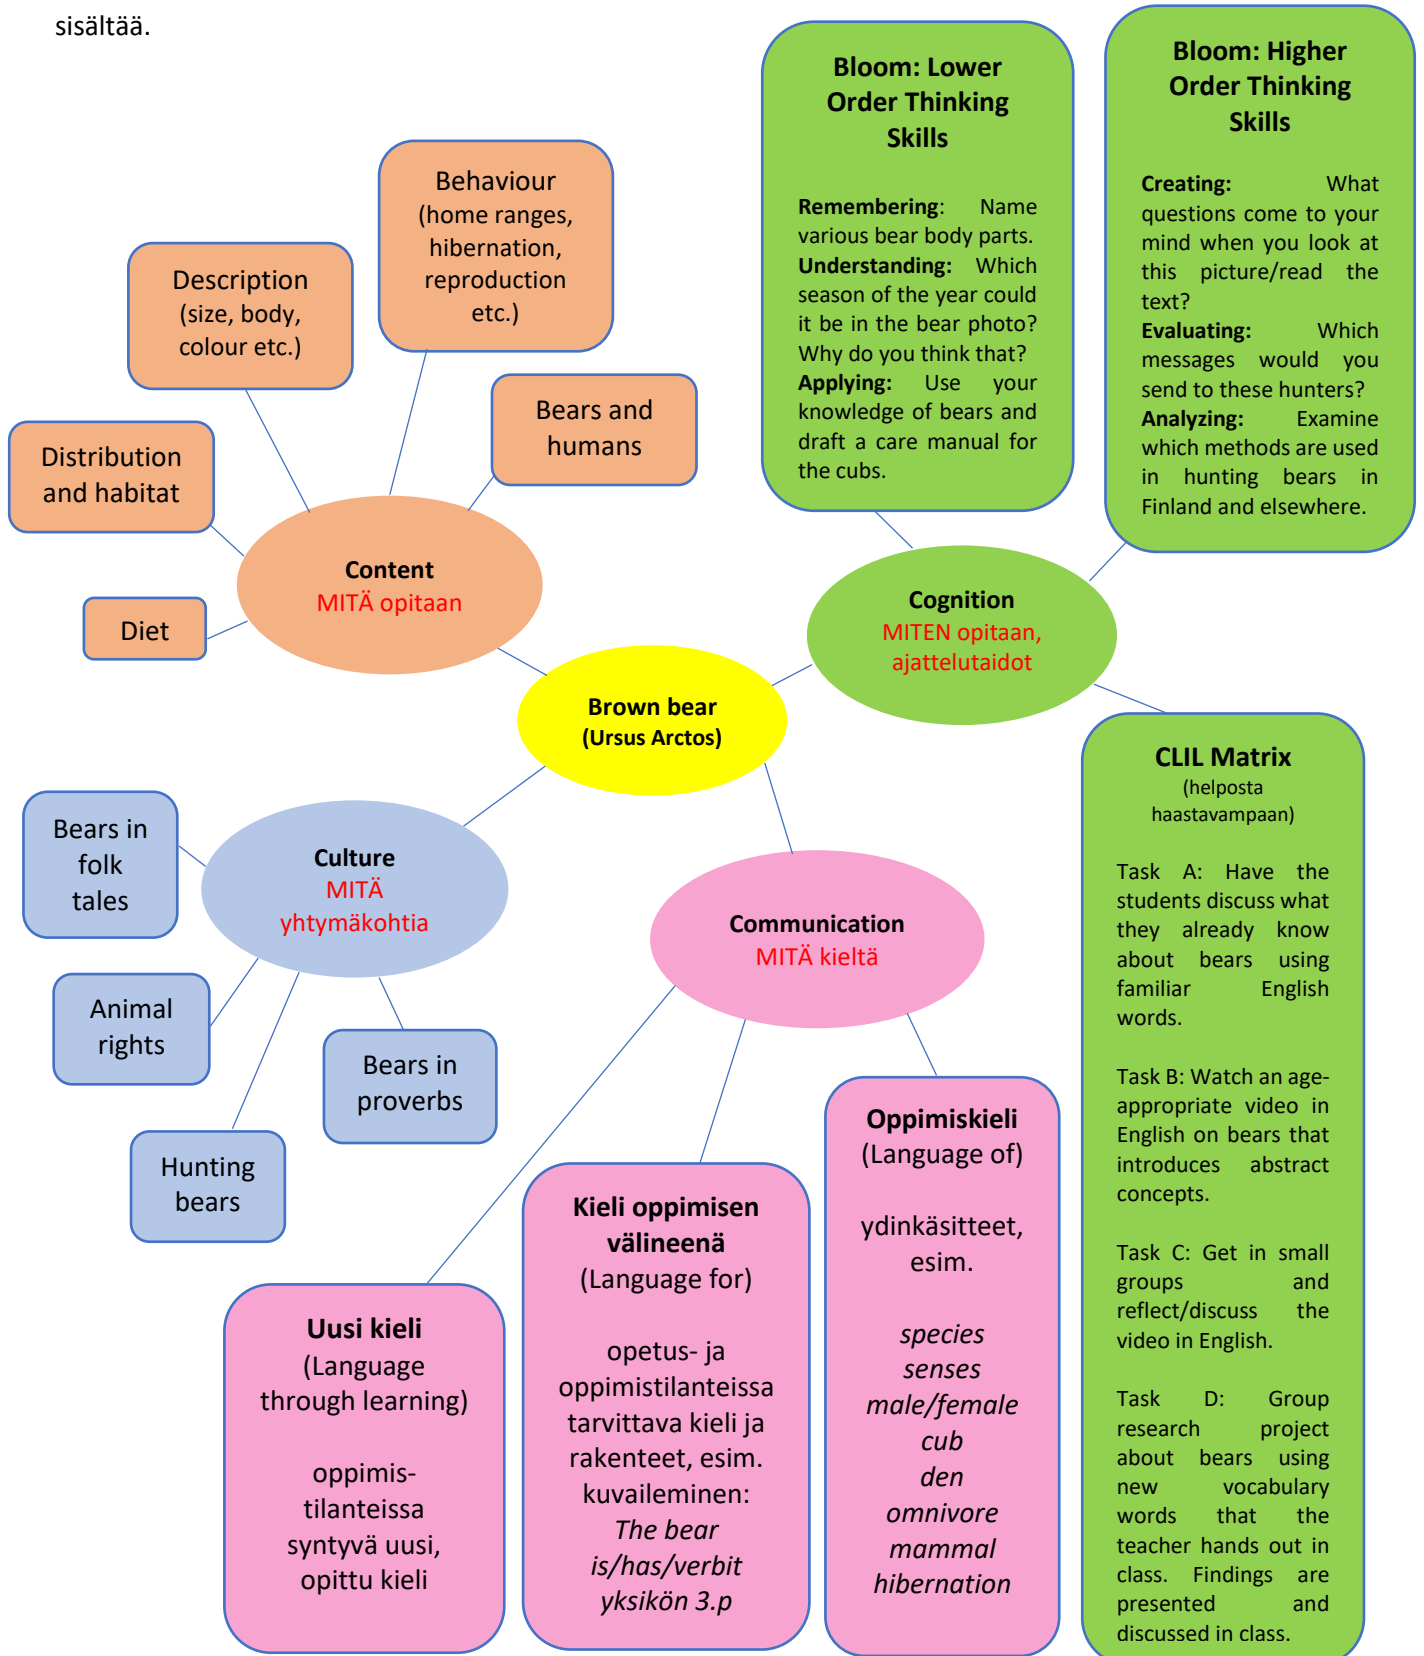 sisältää.
Bloom: Lower
Order Thinking
Skills
Remembering: Name
various bear body parts.
Understanding: Which
season of the year could
it be in the bear photo?
Why do you think that?
Applying: Use your
knowledge of bears and
draft a care manual for
the cubs.
Bloom: Higher
Order Thinking
Skills
Creating: What
questions come to your
mind when you look at
this picture/read the
text?
Evaluating: Which
messages would you
send to these hunters?
Analyzing: Examine
which methods are used
in hunting bears in
Finland and elsewhere.
Behaviour
(home ranges,
hibernation,
reproduction
etc.)
Description
(size, body,
colour etc.)
Bears and
humans
Distribution
and habitat
Diet
Content
MITÄ opitaan
Cognition
MITEN opitaan,
ajattelutaidot
Brown bear
(Ursus Arctos)
Culture
MITÄ
yhtymäkohtia
Bears in
folk
tales
Animal
rights
Hunting
bears
Bears in
proverbs
Communication
MITÄ kieltä
Uusi kieli
(Language
through learning)
oppimis-
tilanteissa
syntyvä uusi,
opittu kieli
Kieli oppimisen
välineenä
(Language for)
opetus- ja
oppimistilanteissa
tarvittava kieli ja
rakenteet, esim.
kuvaileminen:
The bear
is/has/verbit
yksikön 3.p
Oppimiskieli
(Language of)
ydinkäsitteet,
esim.
species
senses
male/female
cub
den
omnivore
mammal
hibernation
CLIL Matrix
(helposta
haastavampaan)
Task A: Have the
students discuss what
they already know
about bears using
familiar English
words.
Task B: Watch an age-
appropriate video in
English on bears that
introduces abstract
concepts.
Task C: Get in small
groups and
reflect/discuss the
video in English.
Task D: Group
research project
about bears using
new vocabulary
words that the
teacher hands out in
class. Findings are
presented and
discussed in class.